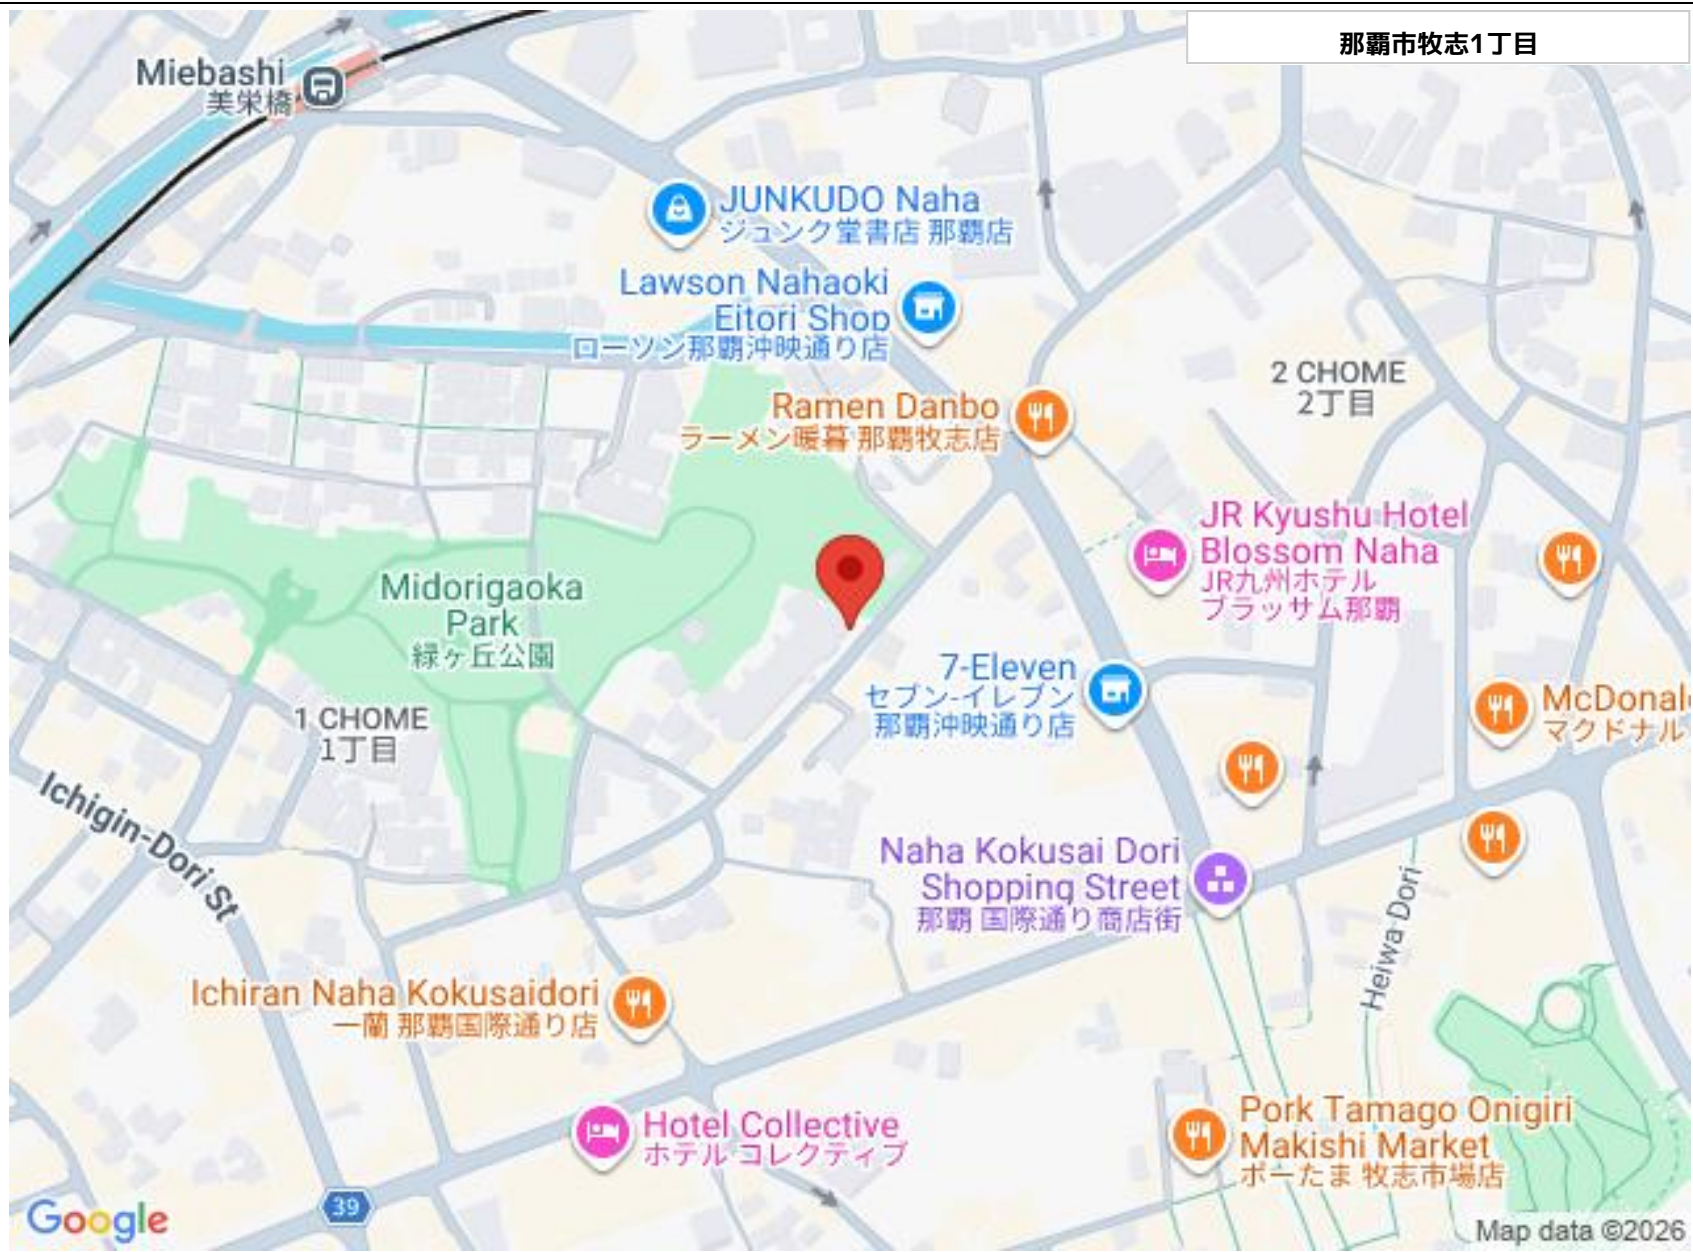 那覇市牧志1丁目
Miebashi
美栄橋
JUNKUDO Naha
ジュンク堂書店 那覇店
Lawson Nahaoki
Eitori Shop
ローソン那覇沖映通り店
2 CHOME
2丁目
Ramen Danbo
ラーメン暖暮 那覇牧志店
JR Kyushu Hotel
Blossom Naha
JR九州ホテル
ブラッサム那覇
Midorigaoka
Park
緑ヶ丘公園
7-Eleven
セブン-イレブン
那覇沖映通り店
McDonal
マクドナル
1 CHOME
1丁目
Ichigin-Dori St
Naha Kokusai Dori
Shopping Street
那覇 国際通り商店街
Heiwa Dori
Ichiran Naha Kokusaidori
一蘭 那覇国際通り店
Hotel Collective
ホテル コレクティブ
Pork Tamago Onigiri
Makishi Market
ポーたま 牧志市場店
39
Google
Map data ©2026